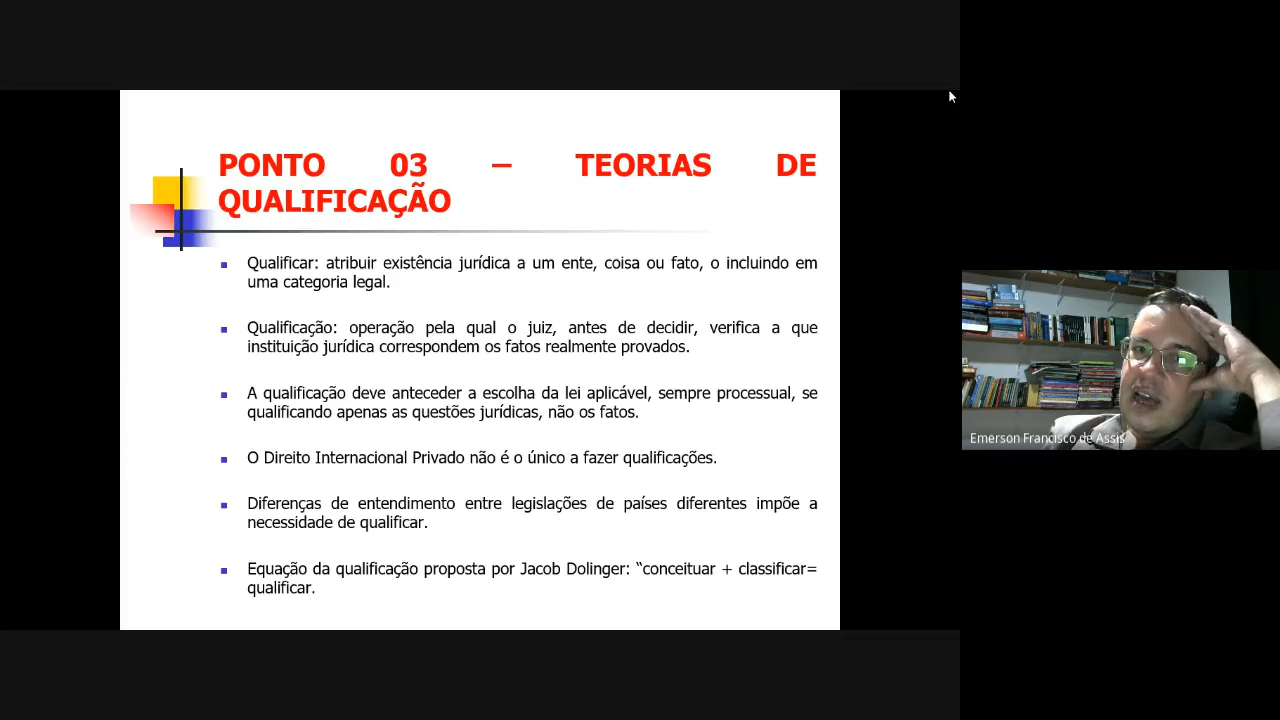 PONTO 03 – TEORIAS DE
QUALIFICAÇÃO
Qualificar: atribuir existência jurídica a um ente, coisa ou fato, o incluindo em
uma categoria legal.
Qualificação: operação pela qual o juiz, antes de decidir, verifica a que
instituição jurídica correspondem os fatos realmente provados.
A qualificação deve anteceder a escolha da lei aplicável, sempre processual, se
qualificando apenas as questões jurídicas, não os fatos.
O Direito Internacional Privado não é o único a fazer qualificações.
Diferenças de entendimento entre legislações de países diferentes impõe a
necessidade de qualificar.
Equação da qualificação proposta por Jacob Dolinger: “conceituar + classificar=
qualificar.
Emerson Francisco de Assis